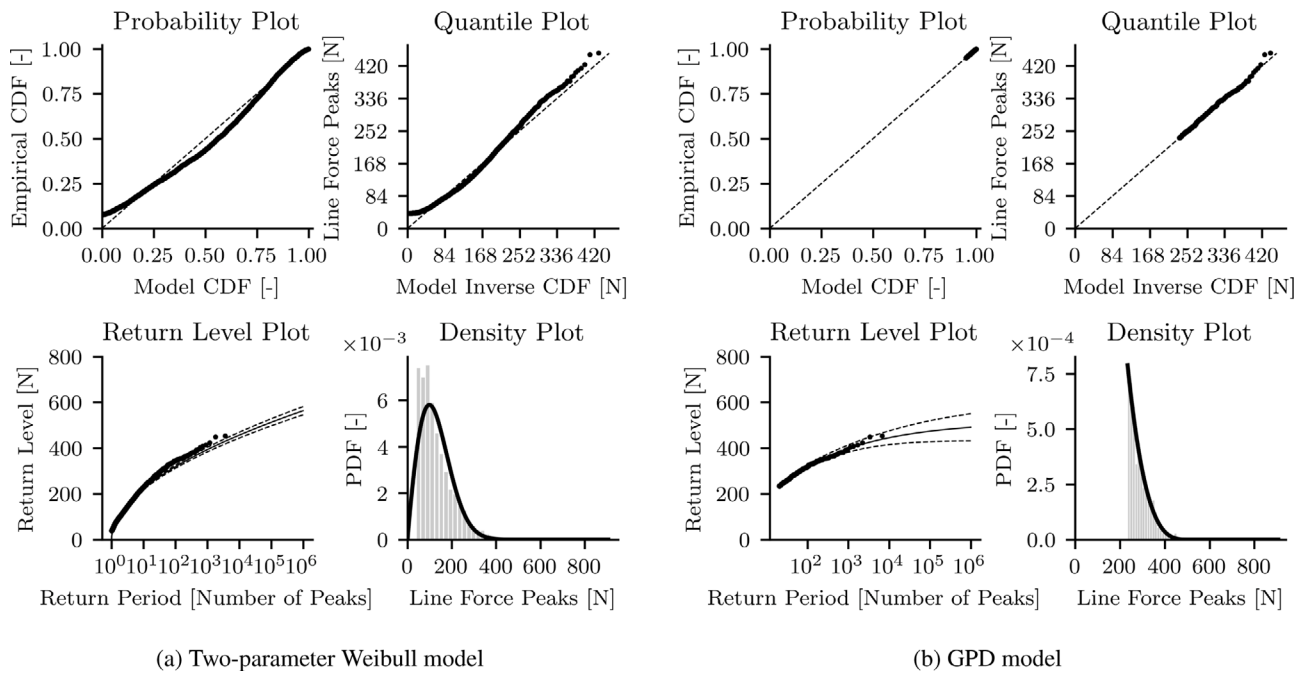 Probability Plot
Empirical CDF [-]
1.00
0.75
0.50
0.25
0.00
0.00 0.25 0.50 0.75 1.00
Model CDF [-]
Quantile Plot
Line Force Peaks [N]
420
336
252
168
84
0
0 84 168 252 336 420
Model Inverse CDF [N]
Probability Plot
Empirical CDF [-]
1.00
0.75
0.50
0.25
0.00
0.00 0.25 0.50 0.75 1.00
Model CDF [-]
Quantile Plot
Line Force Peaks [N]
420
336
252
168
84
0
0 84 168 252 336 420
Model Inverse CDF [N]
Return Level Plot
Return Level [N]
800
600
400
200
0
10⁰ 10¹ 10² 10³ 10⁴ 10⁵ 10⁶
Return Period [Number of Peaks]
Density Plot
×10⁻³
PDF [-]
6
4
2
0
0 200 400 600 800
Line Force Peaks [N]
Return Level Plot
Return Level [N]
800
600
400
200
0
10² 10³ 10⁴ 10⁵ 10⁶
Return Period [Number of Peaks]
Density Plot
×10⁻⁴
PDF [-]
7.5
5.0
2.5
0.0
0 200 400 600 800
Line Force Peaks [N]
(a) Two-parameter Weibull model
(b) GPD model